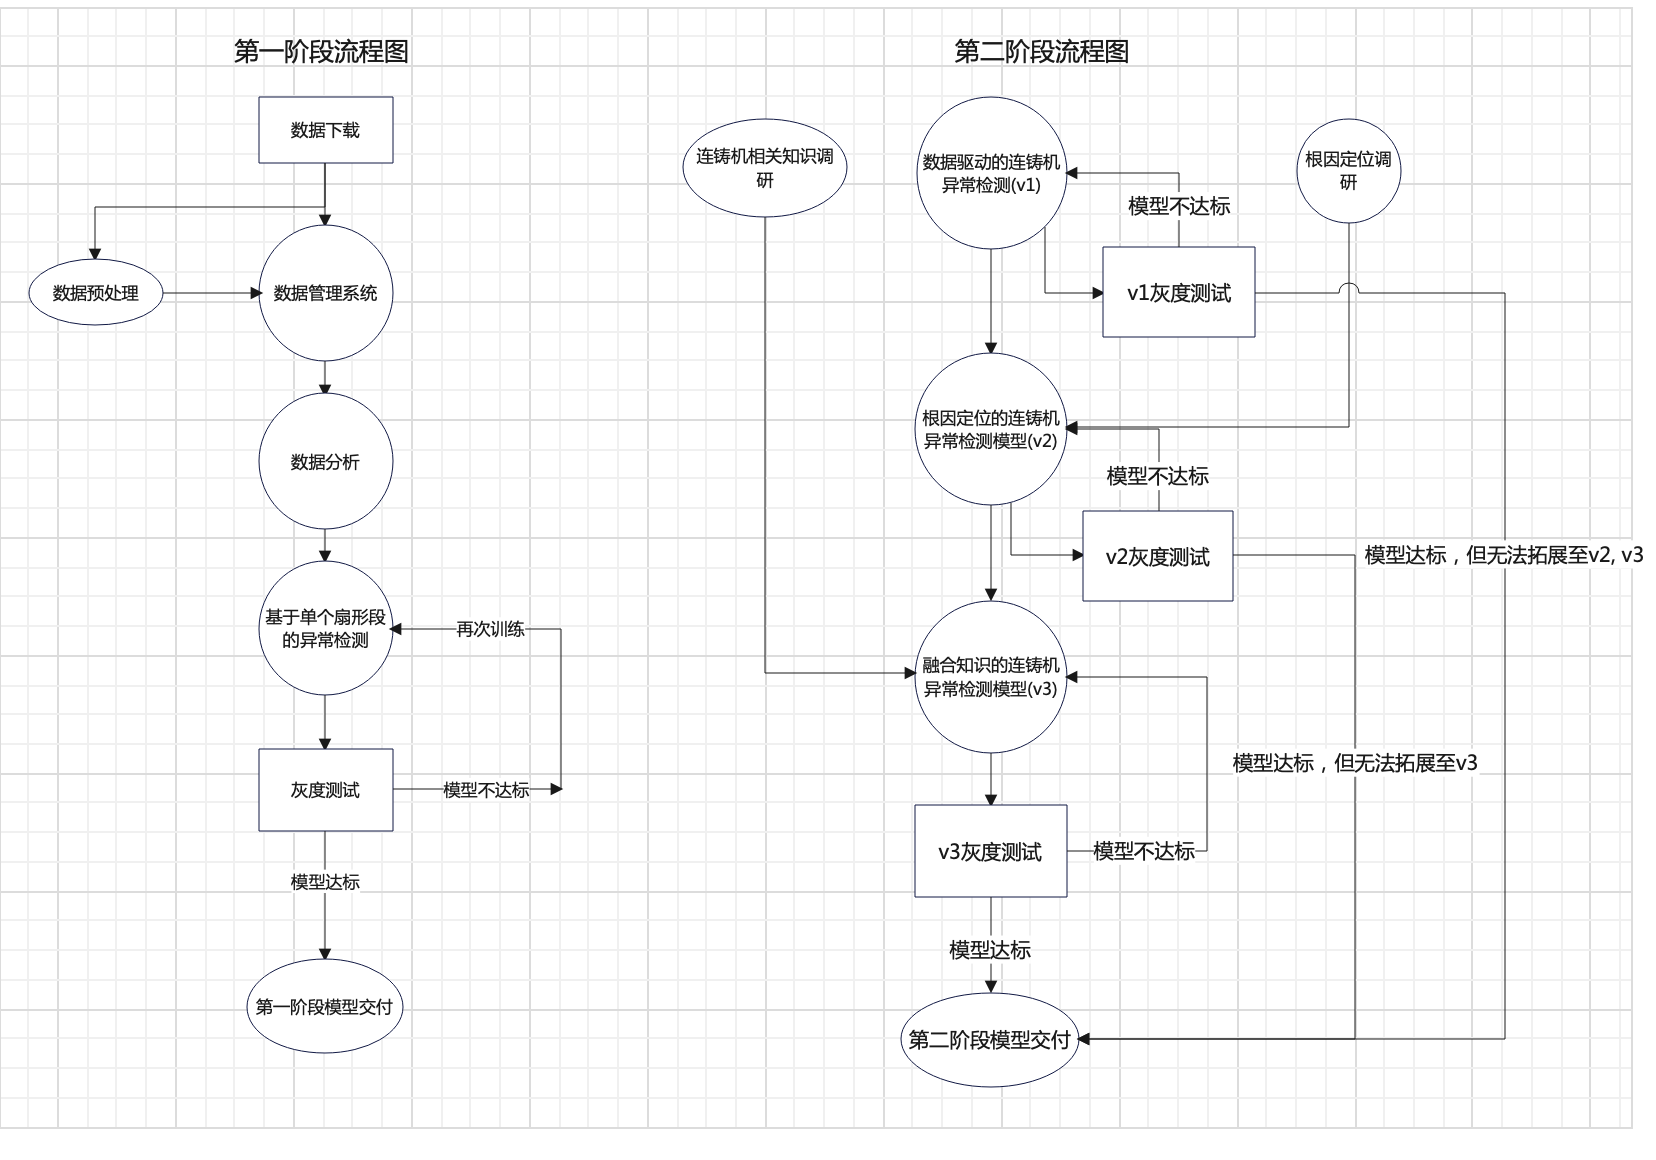 第一阶段流程图
数据下载
数据预处理
数据管理系统
数据分析
基于单个扇形段
的异常检测
再次训练
灰度测试
模型不达标
模型达标
第一阶段模型交付
第二阶段流程图
连铸机相关知识调
研
数据驱动的连铸机
异常检测(v1)
根因定位调
研
模型不达标
v1灰度测试
根因定位的连铸机
异常检测模型(v2)
模型不达标
v2灰度测试
模型达标，但无法拓展至v2, v3
融合知识的连铸机
异常检测模型(v3)
模型达标，但无法拓展至v3
v3灰度测试
模型不达标
模型达标
第二阶段模型交付